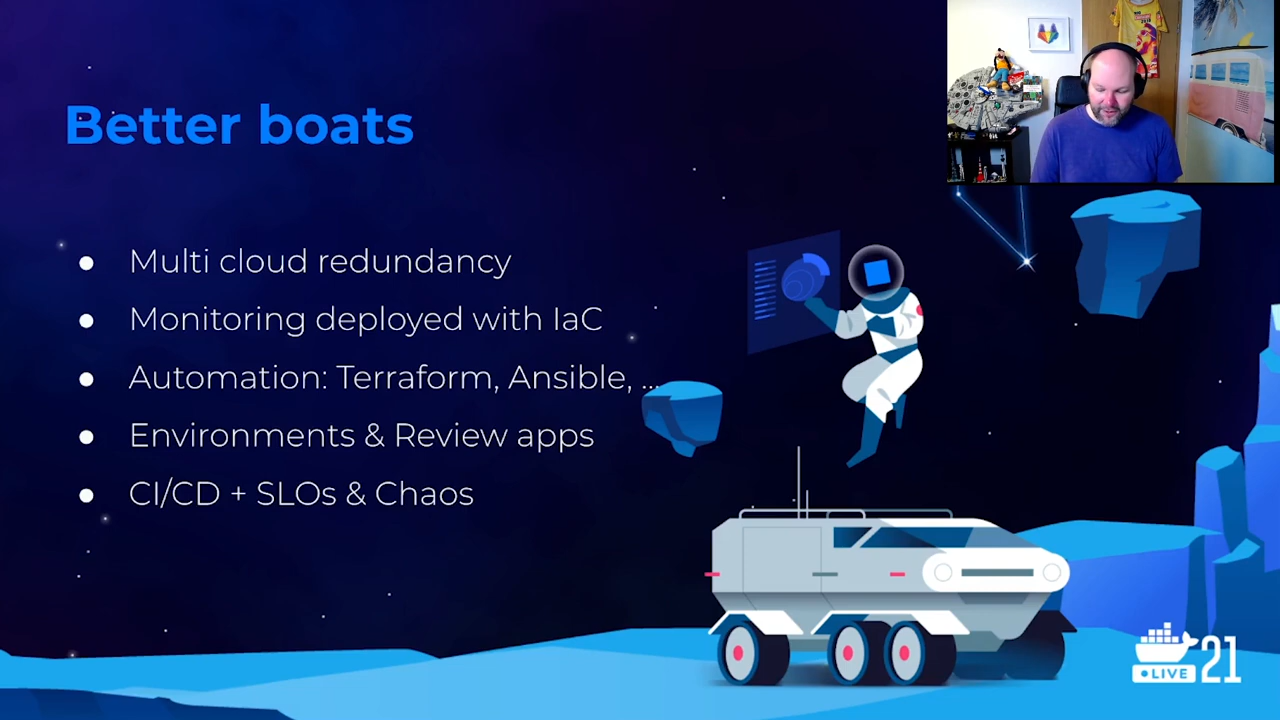 Better boats
● Multi cloud redundancy
● Monitoring deployed with IaC
● Automation: Terraform, Ansible, ...
● Environments & Review apps
● CI/CD + SLOs & Chaos
LIVE 21